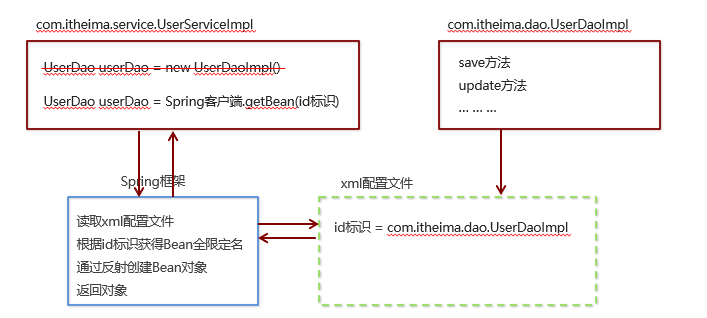 com.itheima.service.UserServiceImpl
UserDao userDao = new UserDaoImpl()
UserDao userDao = Spring客户端.getBean(id标识)
com.itheima.dao.UserDaoImpl
save方法
update方法
... ... ...
Spring框架
读取xml配置文件
根据id标识获得Bean全限定名
通过反射创建Bean对象
返回对象
xml配置文件
id标识 = com.itheima.dao.UserDaoImpl